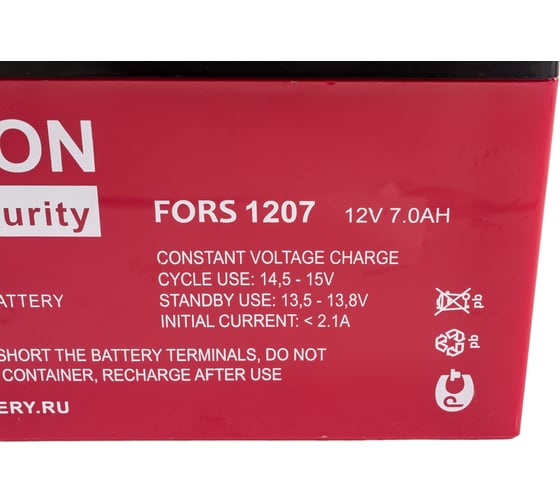 ON
urity
FORS 1207 12V 7.0AH
CONSTANT VOLTAGE CHARGE
CYCLE USE: 14,5 - 15V
STANDBY USE: 13,5 - 13,8V
INITIAL CURRENT: < 2.1A
ATTERY
SHORT THE BATTERY TERMINALS, DO NOT
CONTAINER, RECHARGE AFTER USE
ERY.RU
pb
pb